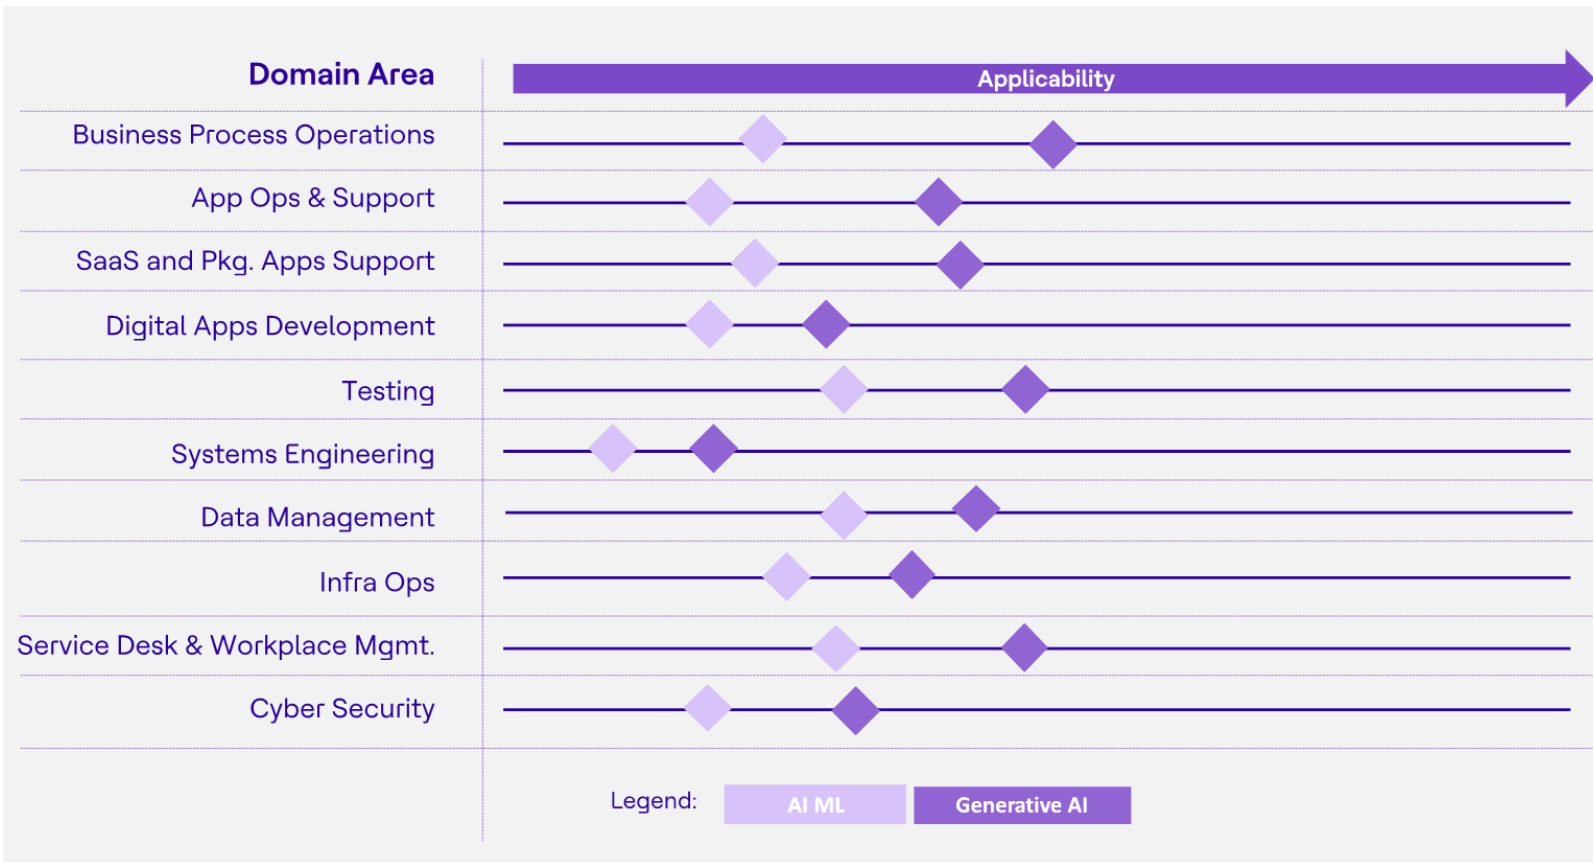 Domain Area
Applicability
Business Process Operations
App Ops & Support
SaaS and Pkg. Apps Support
Digital Apps Development
Testing
Systems Engineering
Data Management
Infra Ops
Service Desk & Workplace Mgmt.
Cyber Security
Legend:
AI ML
Generative AI